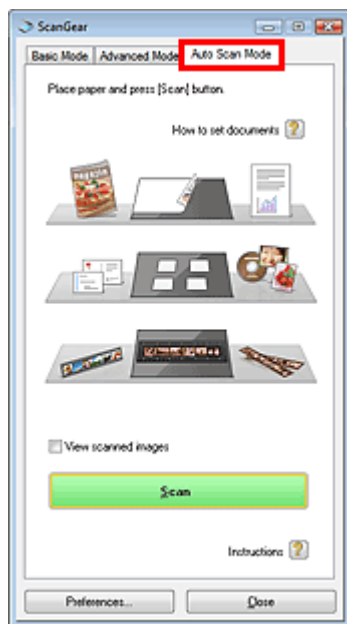 ScanGear
Basic Mode Advanced Mode Auto Scan Mode
Place paper and press [Scan] button.
How to set documents
MAGAZINE
View scanned images
Scan
Instructions
Preferences... Close